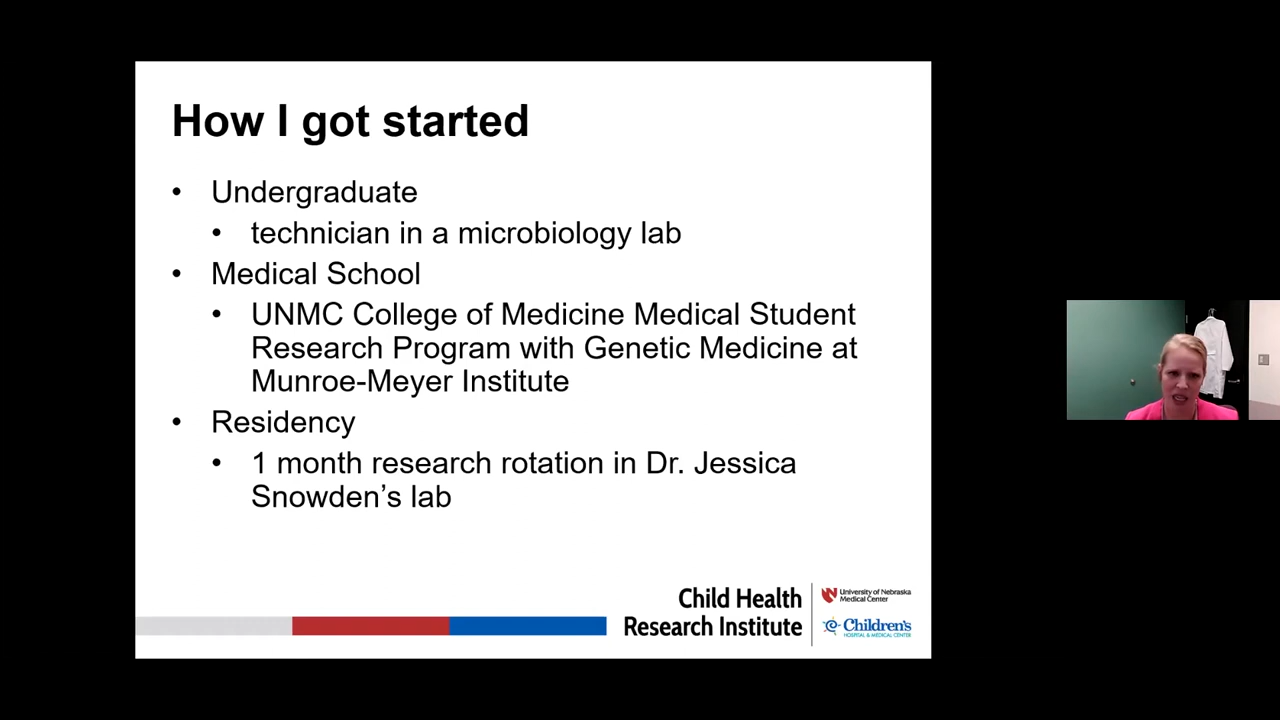 How I got started
• Undergraduate
• technician in a microbiology lab
• Medical School
• UNMC College of Medicine Medical Student
Research Program with Genetic Medicine at
Munroe-Meyer Institute
• Residency
• 1 month research rotation in Dr. Jessica
Snowden’s lab
Child Health
Research Institute
University of Nebraska
Medical Center
Children's
HOSPITAL & MEDICAL CENTER